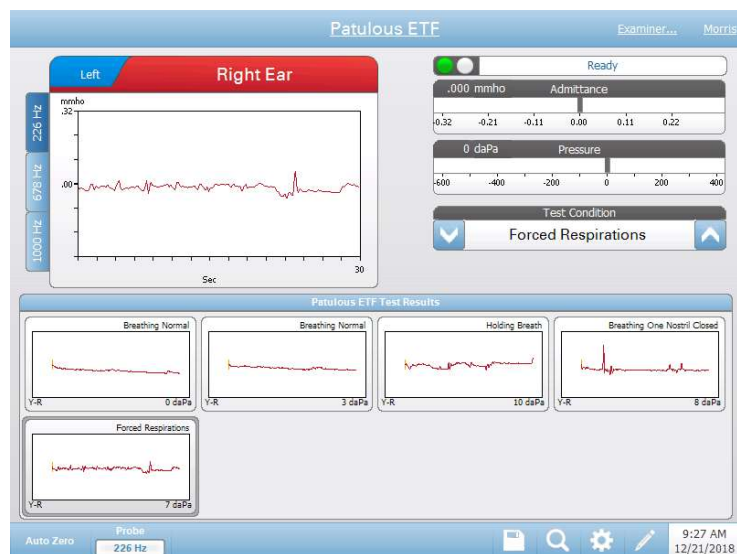 Patulous ETF
Examiner...
Morris
Left
Right Ear
226 Hz
678 Hz
1000 Hz
mmho
.32
.00
Sec
30
Ready
.000 mmho Admittance
-0.32 -0.21 -0.11 0.00 0.11 0.22
0 daPa Pressure
-600 -400 -200 0 200 400
Test Condition
Forced Respirations
Patulous ETF Test Results
Breathing Normal
Y-R 0 daPa
Breathing Normal
Y-R 3 daPa
Holding Breath
Y-R 10 daPa
Breathing One Nostril Closed
Y-R 8 daPa
Forced Respirations
Y-R 7 daPa
Auto Zero
Probe
226 Hz
9:27 AM
12/21/2018